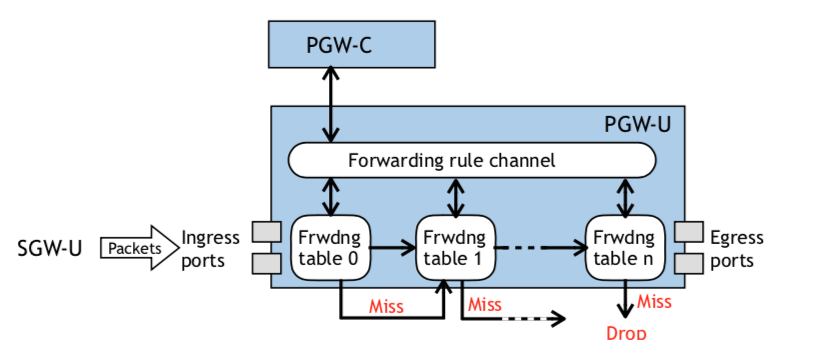 PGW-C
PGW-U
Forwarding rule channel
SGW-U
Packets
Ingress
ports
Frwdng
table 0
Frwdng
table 1
Frwdng
table n
Egress
ports
Miss
Miss
Miss
Drop